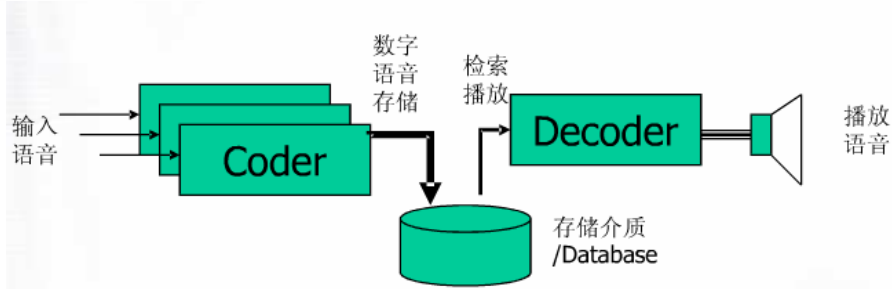 输入
语音
Coder
数字
语音
存储
检索
播放
Decoder
播放
语音
存储介质
/Database